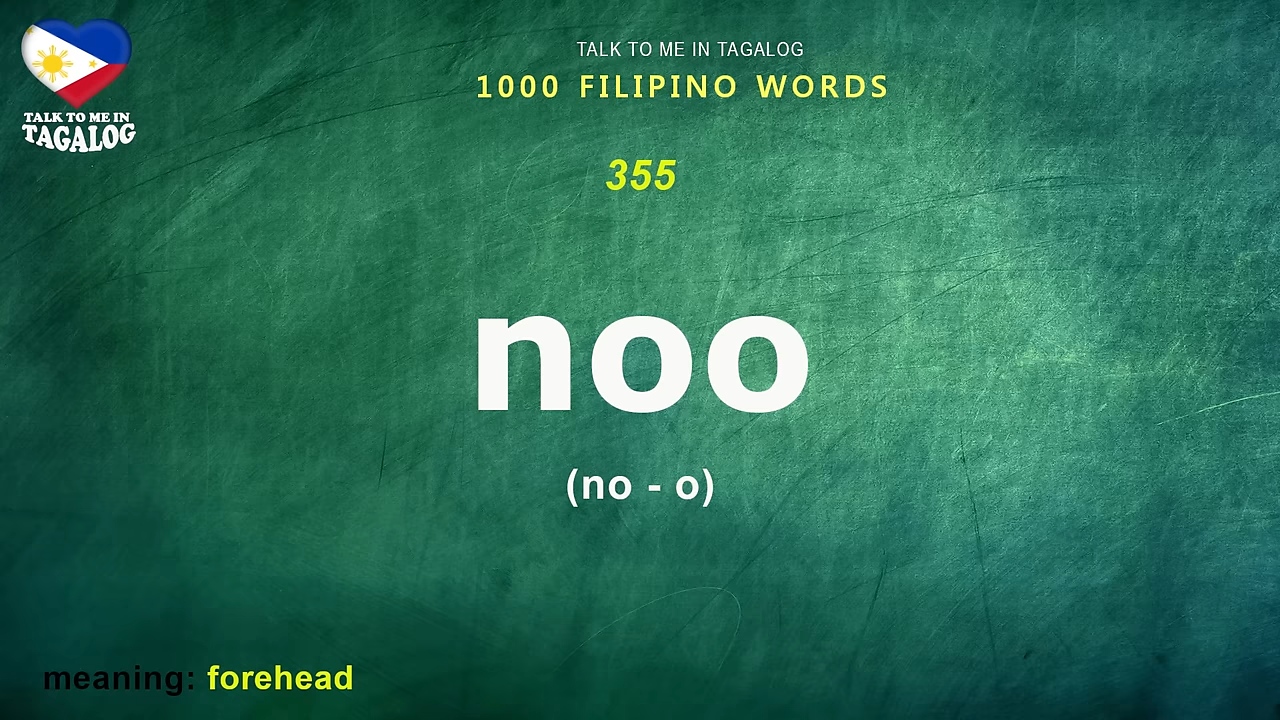 TALK TO ME IN
TAGALOG
TALK TO ME IN TAGALOG
1000 FILIPINO WORDS
355
noo
(no - o)
meaning: forehead